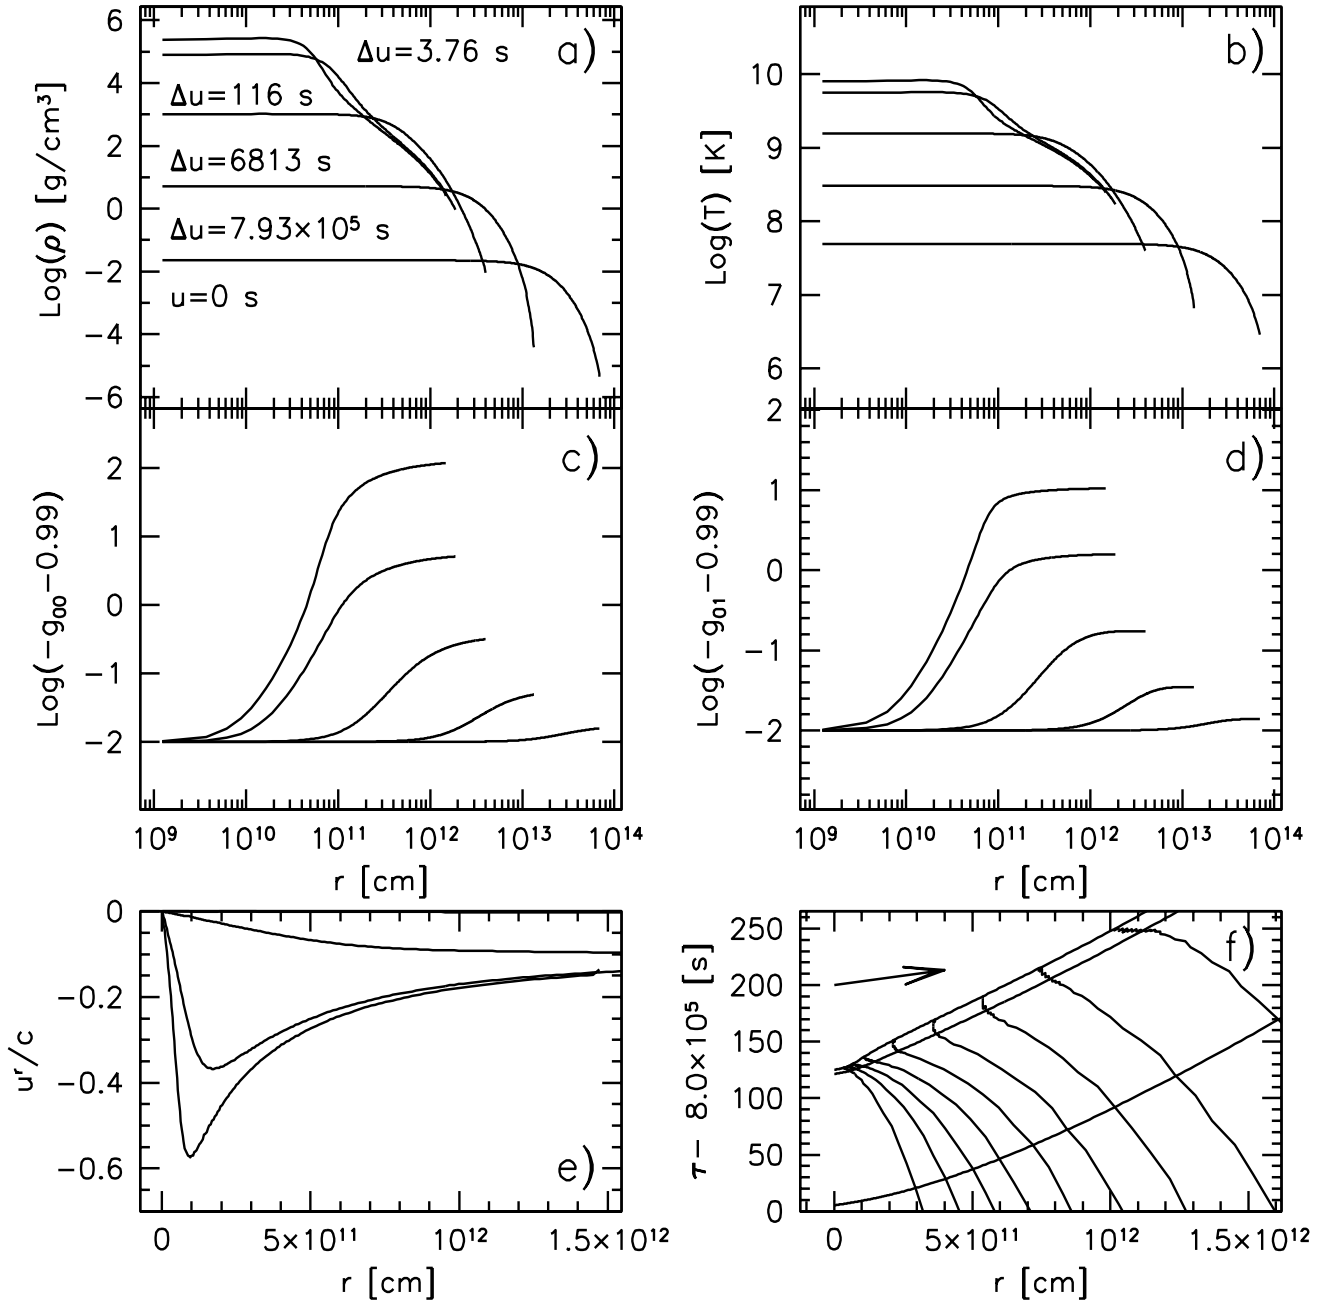 a)
Δu=3.76 s
Δu=116 s
Δu=6813 s
Δu=7.93×10⁵ s
u=0 s
Log(ρ) [g/cm³]
6
4
2
0
−2
−4
−6
b)
Log(T) [K]
10
9
8
7
6
c)
Log(−g₀₀−0.99)
2
1
0
−1
−2
10⁹ 10¹⁰ 10¹¹ 10¹² 10¹³ 10¹⁴
r [cm]
d)
Log(−g₀₁−0.99)
2
1
0
−1
−2
10⁹ 10¹⁰ 10¹¹ 10¹² 10¹³ 10¹⁴
r [cm]
e)
uʳ/c
0
−0.2
−0.4
−0.6
0 5×10¹¹ 10¹² 1.5×10¹²
r [cm]
f)
τ− 8.0×10⁵ [s]
250
200
150
100
50
0
0 5×10¹¹ 10¹² 1.5×10¹²
r [cm]